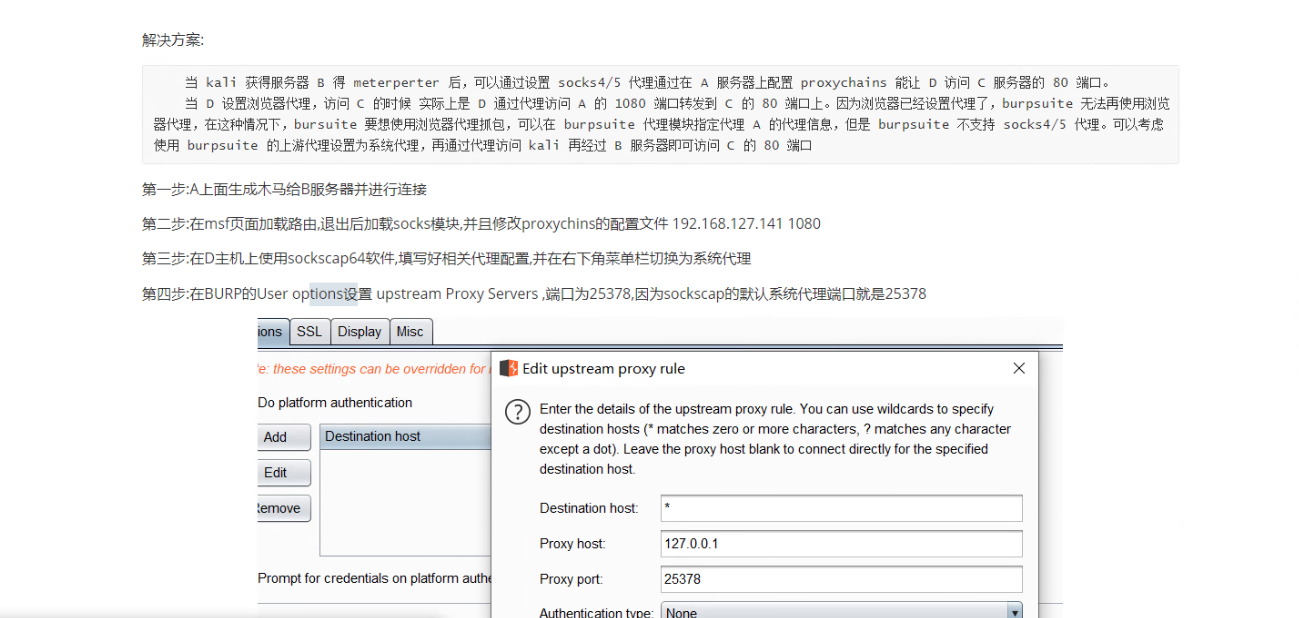 解决方案:
当 kali 获得服务器 B 得 meterperter 后，可以通过设置 socks4/5 代理通过在 A 服务器上配置 proxychains 能让 D 访问 C 服务器的 80 端口。
当 D 设置浏览器代理，访问 C 的时候 实际上是 D 通过代理访问 A 的 1080 端口转发到 C 的 80 端口上。因为浏览器已经设置代理了，burpsuite 无法再使用浏览
器代理，在这种情况下，bursuite 要想使用浏览器代理抓包，可以在 burpsuite 代理模块指定代理 A 的代理信息，但是 burpsuite 不支持 socks4/5 代理。可以考虑
使用 burpsuite 的上游代理设置为系统代理，再通过代理访问 kali 再经过 B 服务器即可访问 C 的 80 端口
第一步:A上面生成木马给B服务器并进行连接
第二步:在msf页面加载路由,退出后加载socks模块,并且修改proxychins的配置文件 192.168.127.141 1080
第三步:在D主机上使用sockscap64软件,填写好相关代理配置,并在右下角菜单栏切换为系统代理
第四步:在BURP的User options设置 upstream Proxy Servers ,端口为25378,因为sockscap的默认系统代理端口就是25378
ions SSL Display Misc
e: these settings can be overridden for
Edit upstream proxy rule
Do platform authentication
Enter the details of the upstream proxy rule. You can use wildcards to specify
destination hosts (* matches zero or more characters, ? matches any character
except a dot). Leave the proxy host blank to connect directly for the specified
destination host.
Add
Destination host
Edit
Remove
Destination host: *
Proxy host: 127.0.0.1
Proxy port: 25378
Prompt for credentials on platform authe
Authentication type: None